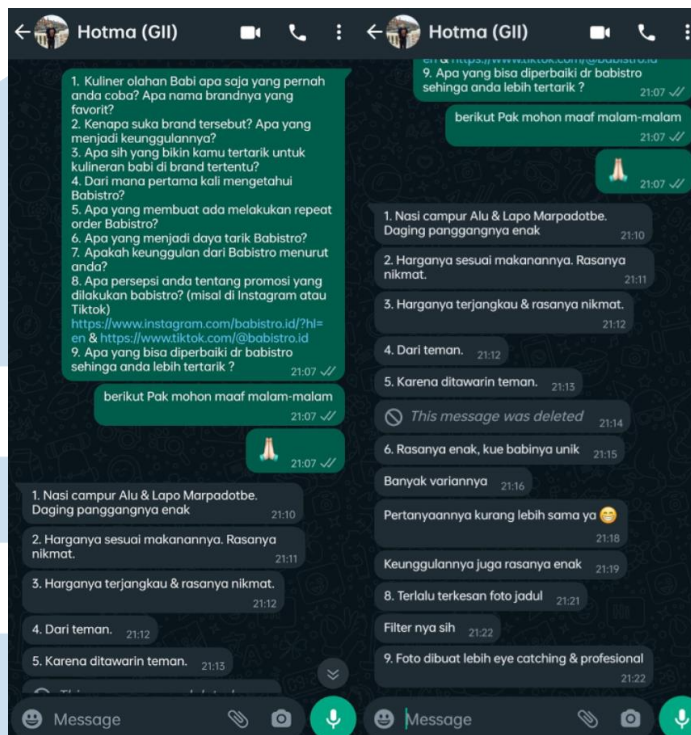 Hotma (GII)
1. Kuliner olahan Babi apa saja yang pernah
anda coba? Apa nama brandnya yang
favorit?
2. Kenapa suka brand tersebut? Apa yang
menjadi keunggulannya?
3. Apa sih yang bikin kamu tertarik untuk
kulineran babi di brand tertentu?
4. Dari mana pertama kali mengetahui
Babistro?
5. Apa yang membuat ada melakukan repeat
order Babistro?
6. Apa yang menjadi daya tarik Babistro?
7. Apakah keunggulan dari Babistro menurut
anda?
8. Apa persepsi anda tentang promosi yang
dilakukan babistro? (misal di Instagram atau
Tiktok)
https://www.instagram.com/babistro.id/?hl=
en & https://www.tiktok.com/@babistro.id
9. Apa yang bisa diperbaiki dr babistro
sehinga anda lebih tertarik ?
21:07
berikut Pak mohon maaf malam-malam
21:07
21:07
1. Nasi campur Alu & Lapo Marpadotbe.
Daging panggangnya enak
21:10
2. Harganya sesuai makanannya. Rasanya
nikmat.
21:11
3. Harganya terjangkau & rasanya nikmat.
21:12
4. Dari teman. 21:12
5. Karena ditawarin teman. 21:13
Message
Hotma (GII)
en & https://www.tiktok.com/@babistro.id
9. Apa yang bisa diperbaiki dr babistro
sehinga anda lebih tertarik ?
21:07
berikut Pak mohon maaf malam-malam
21:07
21:07
1. Nasi campur Alu & Lapo Marpadotbe.
Daging panggangnya enak
21:10
2. Harganya sesuai makanannya. Rasanya
nikmat.
21:11
3. Harganya terjangkau & rasanya nikmat.
21:12
4. Dari teman. 21:12
5. Karena ditawarin teman. 21:13
This message was deleted 21:14
6. Rasanya enak, kue babinya unik 21:15
Banyak variannya 21:16
Pertanyaannya kurang lebih sama ya 😁
21:18
Keunggulannya juga rasanya enak 21:19
8. Terlalu terkesan foto jadul 21:21
Filter nya sih 21:22
9. Foto dibuat lebih eye catching & profesional
21:22
Message